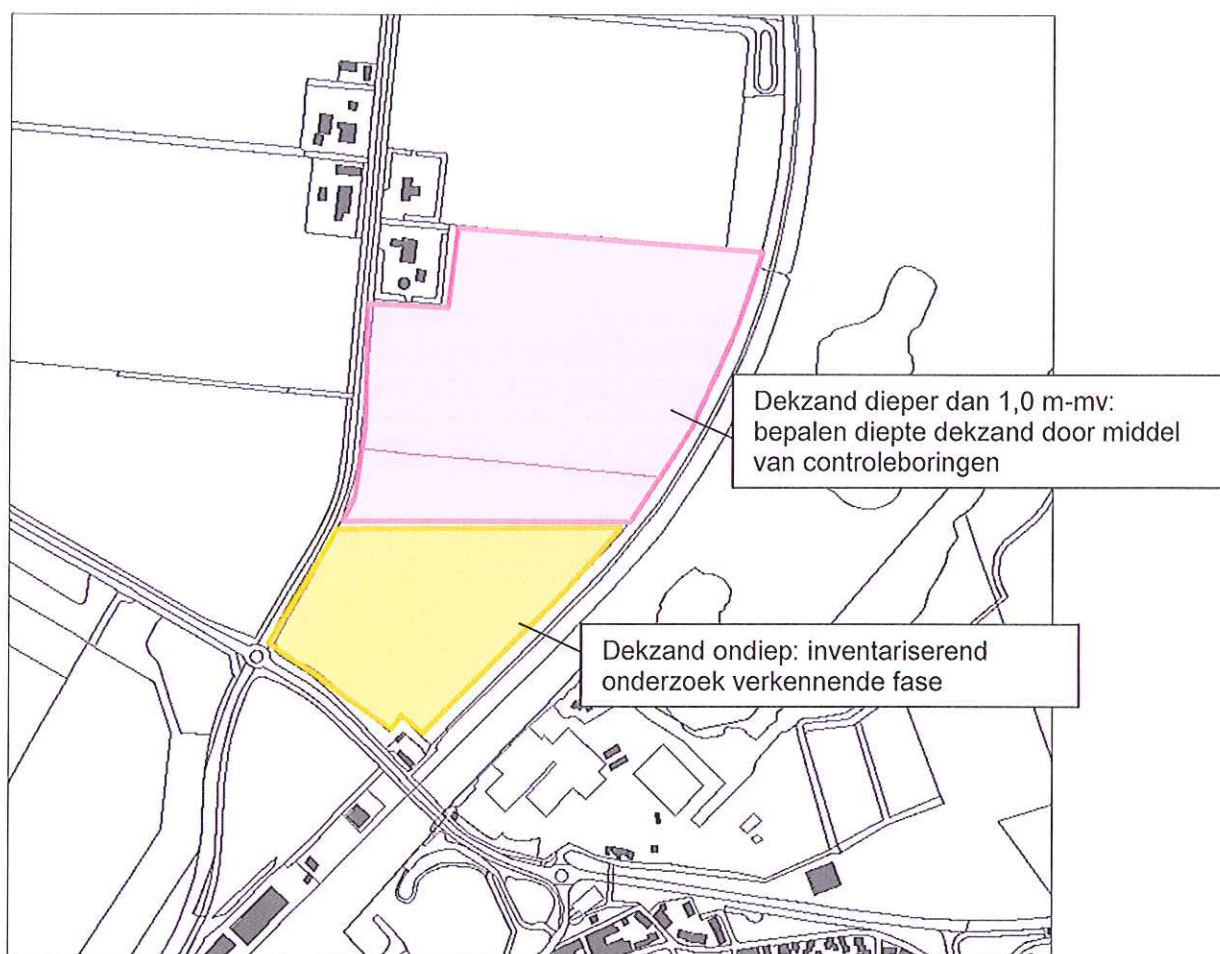 Dekzand dieper dan 1,0 m-mv:
bepalen diepte dekzand door middel
van controleboringen
Dekzand ondiep: inventariserend
onderzoek verkennende fase